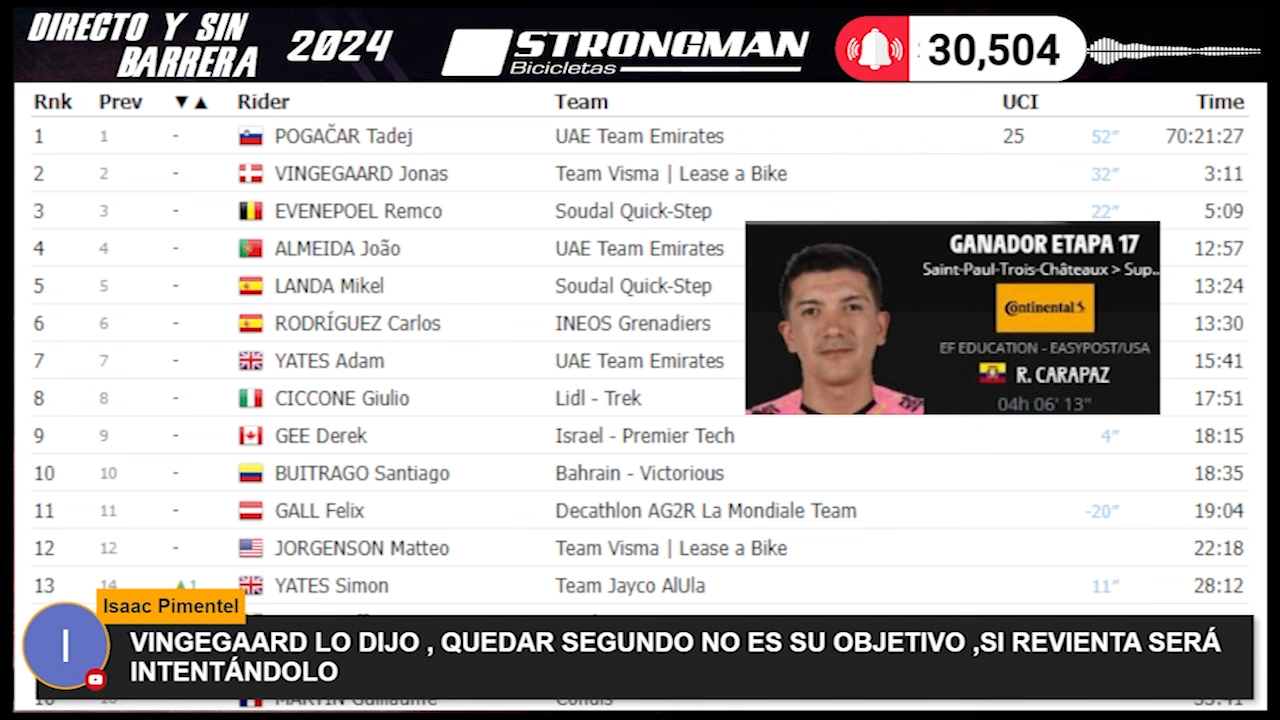 DIRECTO Y SIN
BARRERA
2024
STRONGMAN
Bicicletas
30,504
Rnk Prev ▼▲ Rider Team UCI Time
1 1 - POGAČAR Tadej UAE Team Emirates 25 52″ 70:21:27
2 2 - VINGEGAARD Jonas Team Visma | Lease a Bike 32″ 3:11
3 3 - EVENEPOEL Remco Soudal Quick-Step 22″ 5:09
4 4 - ALMEIDA João UAE Team Emirates 12:57
5 5 - LANDA Mikel Soudal Quick-Step 13:24
6 6 - RODRÍGUEZ Carlos INEOS Grenadiers 13:30
7 7 - YATES Adam UAE Team Emirates 15:41
8 8 - CICCONE Giulio Lidl - Trek 17:51
9 9 - GEE Derek Israel - Premier Tech 4″ 18:15
10 10 - BUITRAGO Santiago Bahrain - Victorious 18:35
11 11 - GALL Felix Decathlon AG2R La Mondiale Team -20″ 19:04
12 12 - JORGENSON Matteo Team Visma | Lease a Bike 22:18
13 14 ▲1 YATES Simon Team Jayco AlUla 11″ 28:12
GANADOR ETAPA 17
Saint-Paul-Trois-Châteaux > Sup..
Continental
EF EDUCATION - EASYPOST/USA
R. CARAPAZ
04h 06' 13"
Isaac Pimentel
I
VINGEGAARD LO DIJO , QUEDAR SEGUNDO NO ES SU OBJETIVO ,SI REVIENTA SERÁ
INTENTÁNDOLO
MARTIN Guillaume